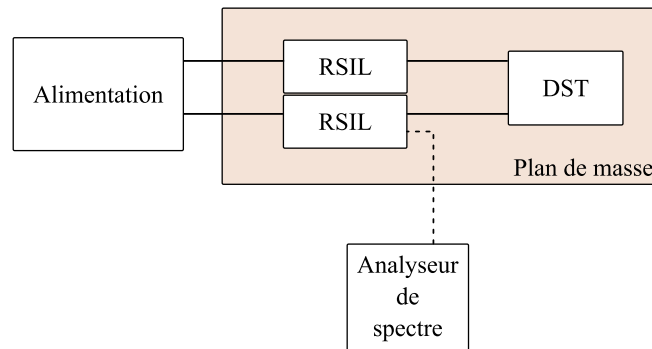 Alimentation
RSIL
RSIL
DST
Plan de masse
Analyseur
de
spectre